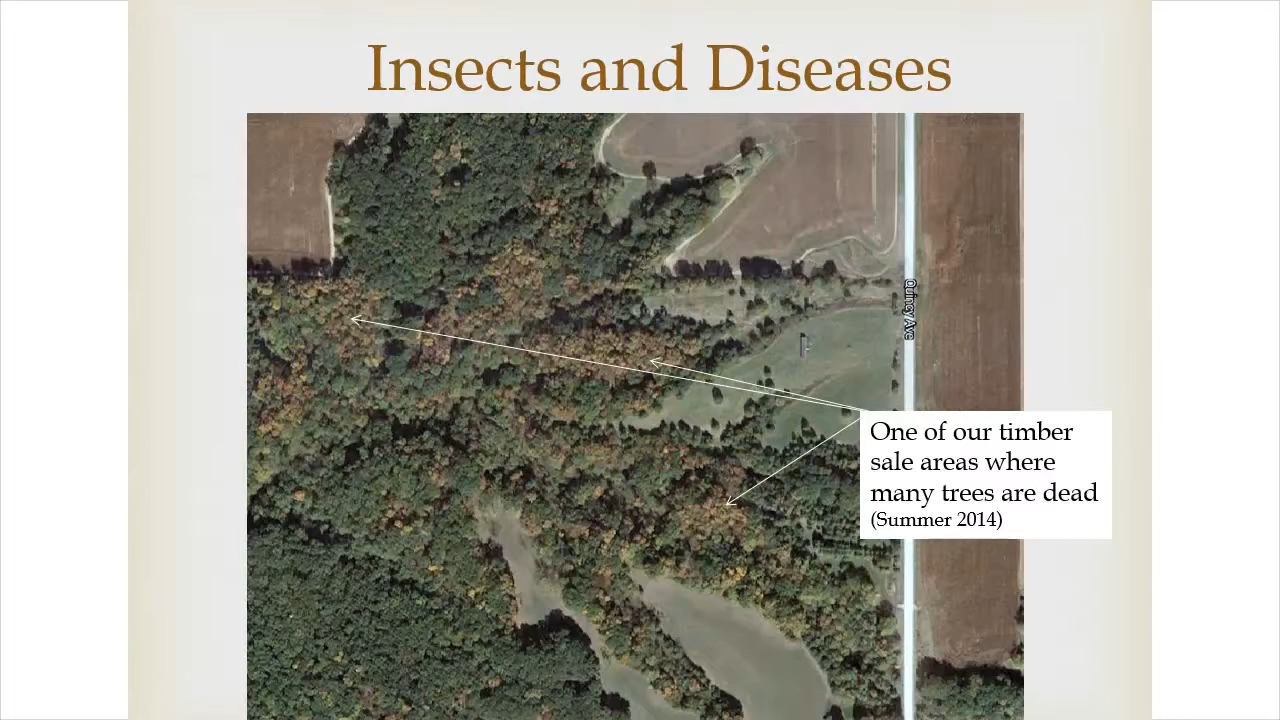 Insects and Diseases
Quincy Ave
One of our timber
sale areas where
many trees are dead
(Summer 2014)